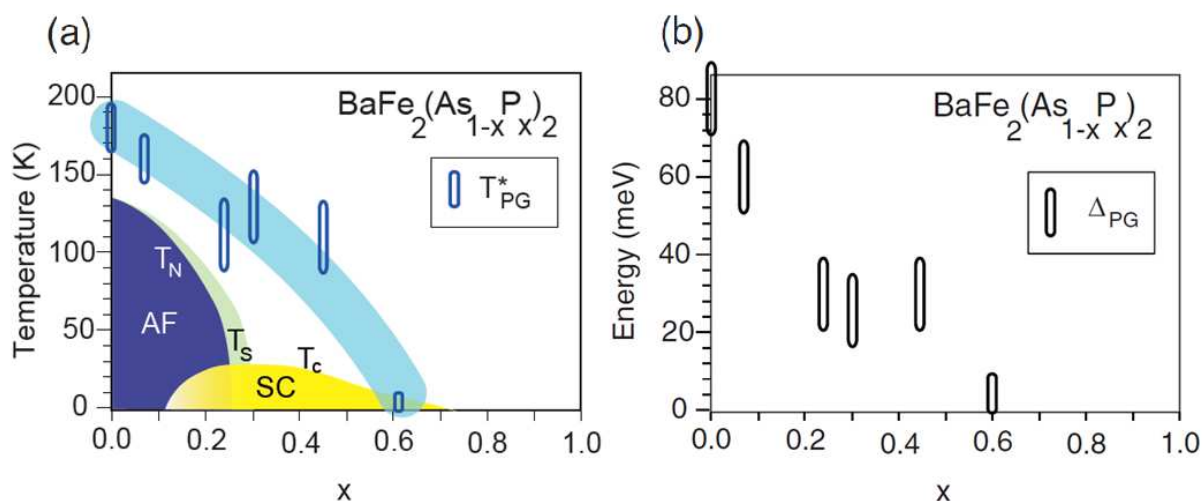 (a)
BaFe2(As1-xPx)2
T*PG
TN
AF
TS
Tc
SC
Temperature (K)
200
150
100
50
0
0.0 0.2 0.4 0.6 0.8 1.0
x
(b)
BaFe2(As1-xPx)2
ΔPG
Energy (meV)
80
60
40
20
0
0.0 0.2 0.4 0.6 0.8 1.0
x